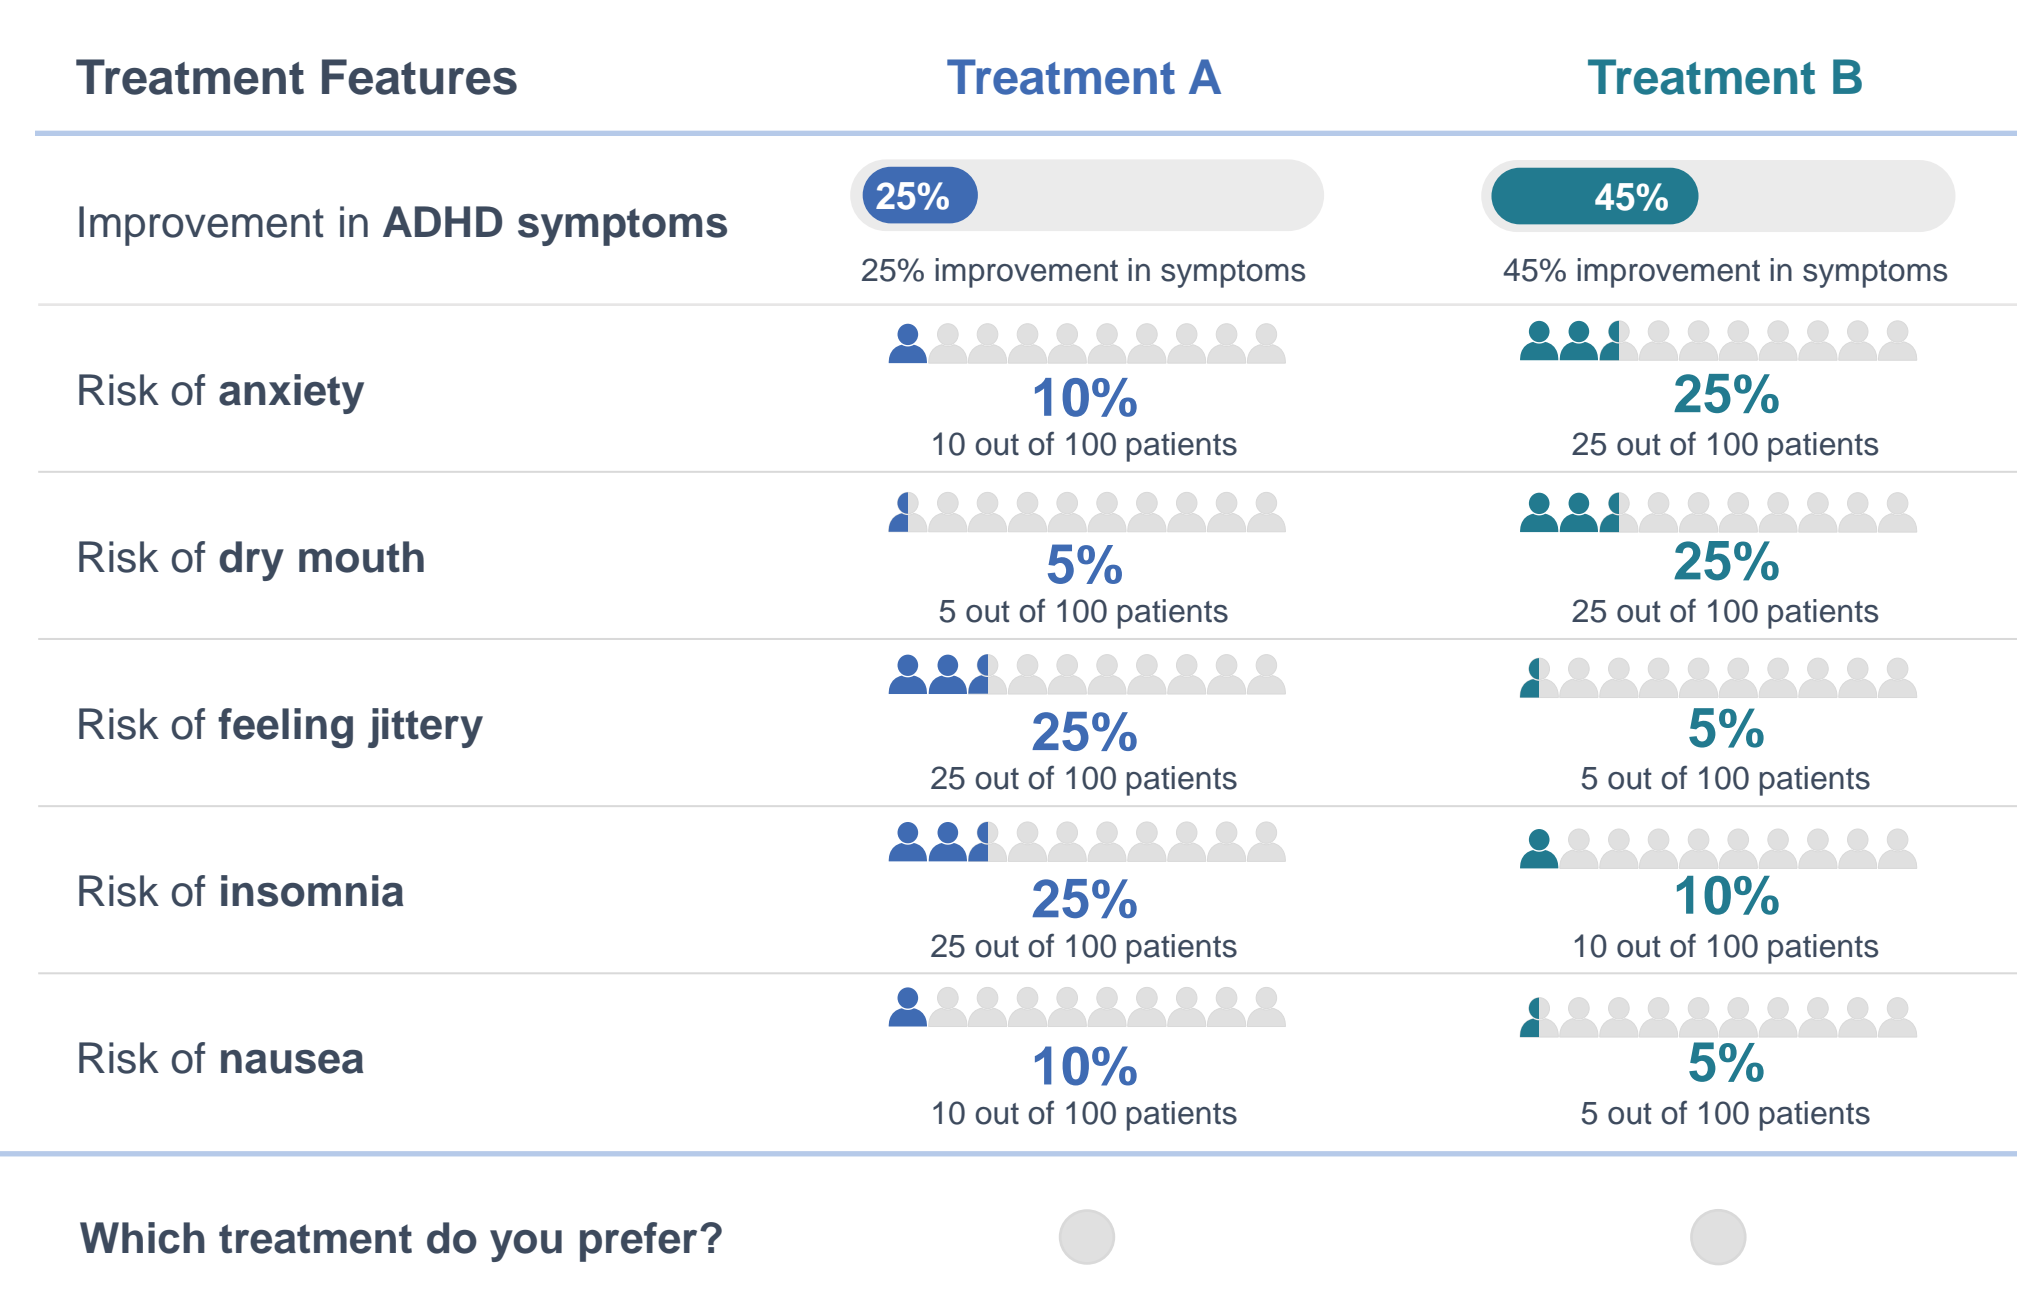 Treatment Features Treatment A Treatment B
Improvement in ADHD symptoms
25%
25% improvement in symptoms
45%
45% improvement in symptoms
Risk of anxiety
10%
10 out of 100 patients
25%
25 out of 100 patients
Risk of dry mouth
5%
5 out of 100 patients
25%
25 out of 100 patients
Risk of feeling jittery
25%
25 out of 100 patients
5%
5 out of 100 patients
Risk of insomnia
25%
25 out of 100 patients
10%
10 out of 100 patients
Risk of nausea
10%
10 out of 100 patients
5%
5 out of 100 patients
Which treatment do you prefer?